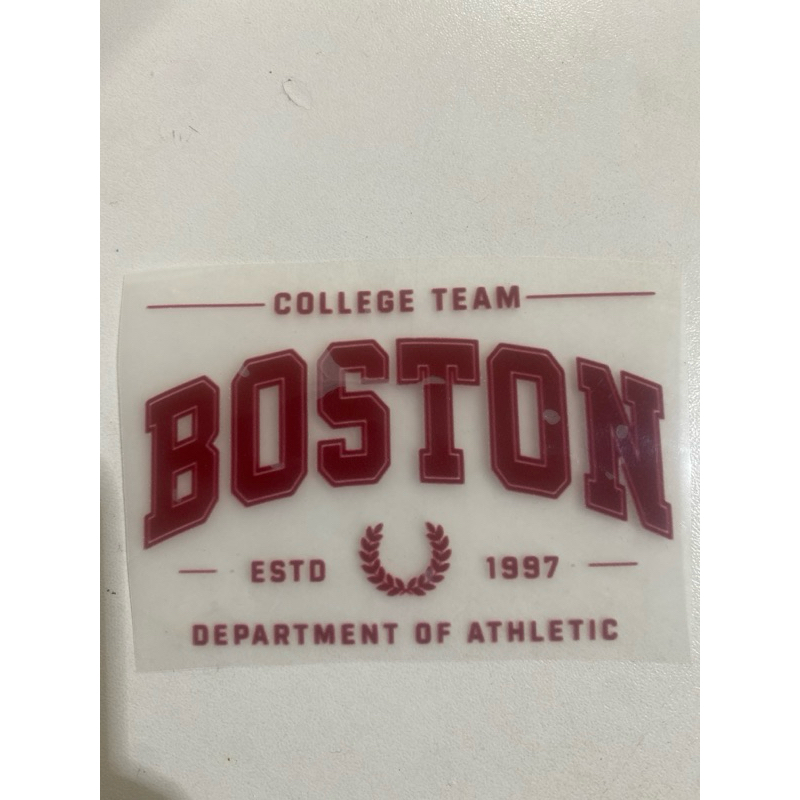 COLLEGE TEAM
BOSTON
ESTD 1997
DEPARTMENT OF ATHLETIC